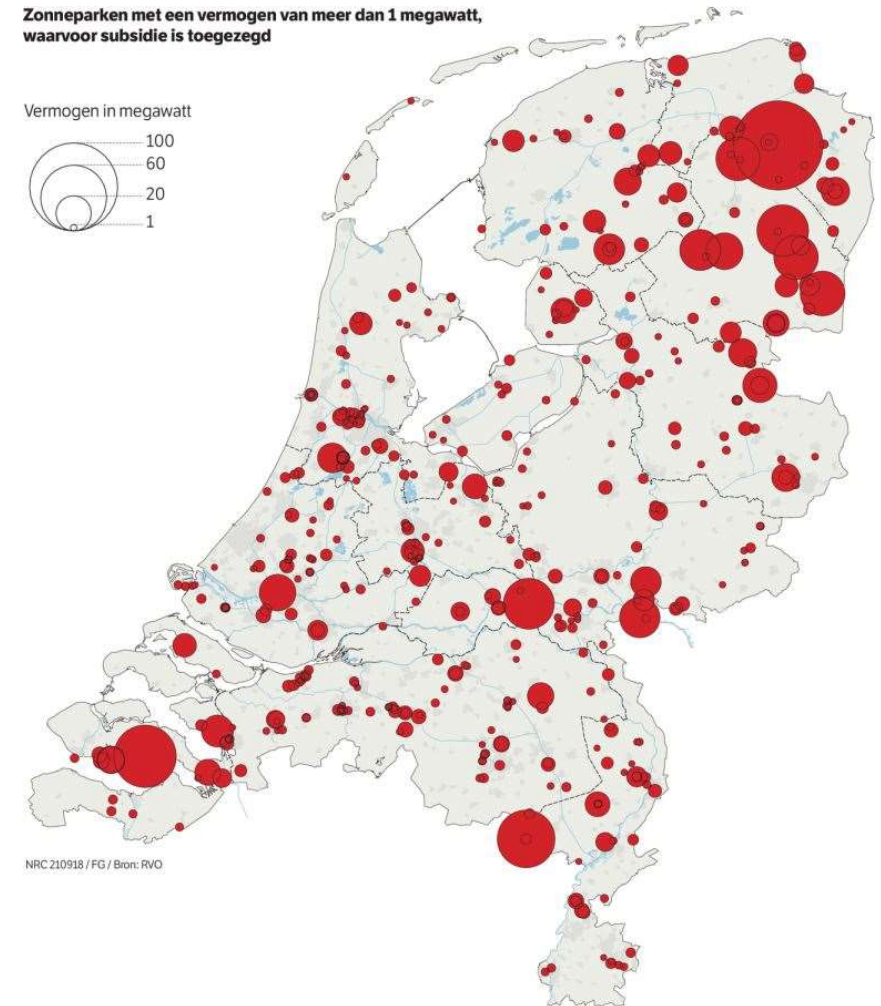 Zonneparken met een vermogen van meer dan 1 megawatt,
waarvoor subsidie is toegezegd
Vermogen in megawatt
100
60
20
1
NRC 210918 / FG / Bron: RVO